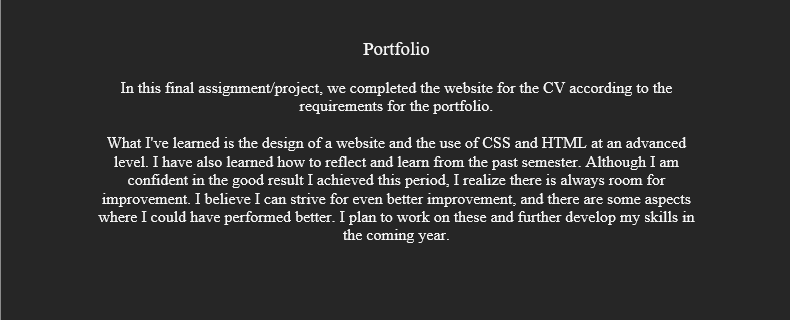 Portfolio
In this final assignment/project, we completed the website for the CV according to the
requirements for the portfolio.
What I've learned is the design of a website and the use of CSS and HTML at an advanced
level. I have also learned how to reflect and learn from the past semester. Although I am
confident in the good result I achieved this period, I realize there is always room for
improvement. I believe I can strive for even better improvement, and there are some aspects
where I could have performed better. I plan to work on these and further develop my skills in
the coming year.